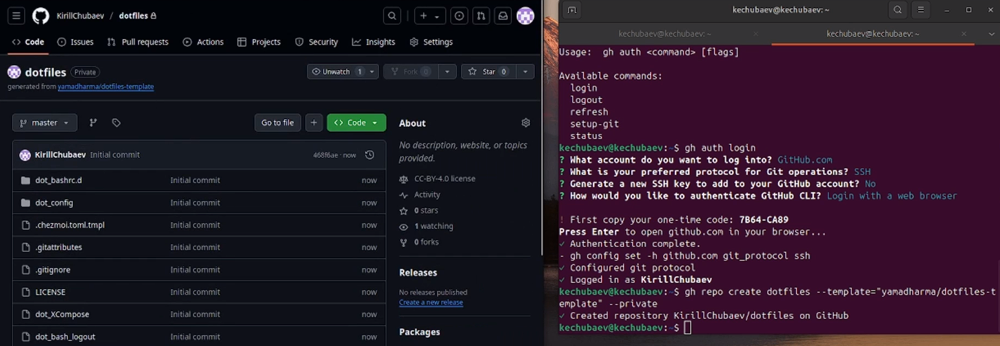 KirillChubaev / dotfiles
Code Issues Pull requests Actions Projects Security Insights Settings
dotfiles Private
Unwatch 1 Fork 0 Star 0
generated from yamadharma/dotfiles-template
master Go to file + Code
KirillChubaev Initial commit 468f6ae · now
dot_bashrc.d Initial commit now
dot_config Initial commit now
.chezmoi.toml.tmpl Initial commit now
.gitattributes Initial commit now
.gitignore Initial commit now
LICENSE Initial commit now
dot_XCompose Initial commit now
dot_bash_logout Initial commit now
About
No description, website, or topics
provided.
CC-BY-4.0 license
Activity
0 stars
1 watching
0 forks
Releases
No releases published
Create a new release
Packages
kechubaev@kechubaev: ~
kechubaev@kechubaev: ~ kechubaev@kechubaev: ~
Usage:  gh auth <command> [flags]
Available commands:
login
logout
refresh
setup-git
status
kechubaev@kechubaev:~$ gh auth login
? What account do you want to log into? GitHub.com
? What is your preferred protocol for Git operations? SSH
? Generate a new SSH key to add to your GitHub account? No
? How would you like to authenticate GitHub CLI? Login with a web browser
! First copy your one-time code: 7B64-CA89
Press Enter to open github.com in your browser...
✓ Authentication complete.
- gh config set -h github.com git_protocol ssh
✓ Configured git protocol
✓ Logged in as KirillChubaev
kechubaev@kechubaev:~$ gh repo create dotfiles --template="yamadharma/dotfiles-t
emplate" --private
✓ Created repository KirillChubaev/dotfiles on GitHub
kechubaev@kechubaev:~$